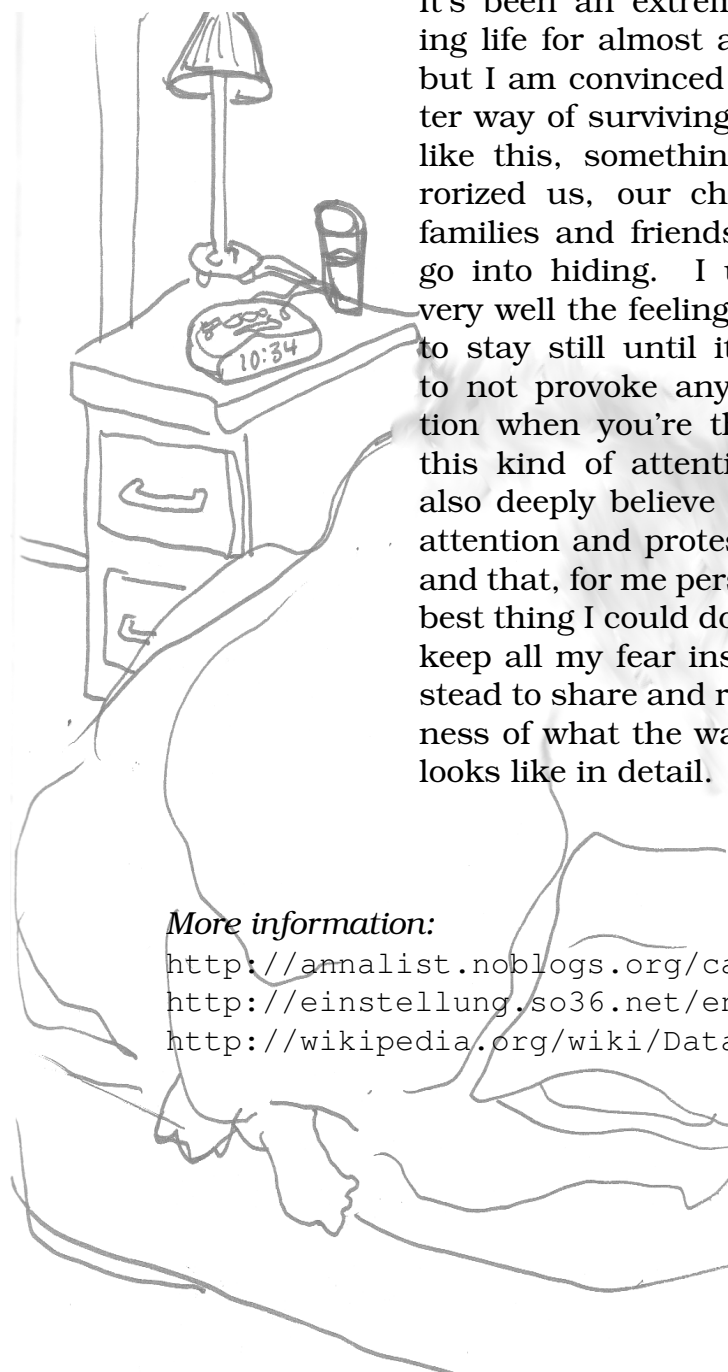 It's been an extrem
ing life for almost a
but I am convinced
ter way of surviving
like this, somethin
rorized us, our ch
families and friends
go into hiding. I u
very well the feeling
to stay still until it
to not provoke any
tion when you're th
this kind of attenti
also deeply believe
attention and protes
and that, for me pers
best thing I could do
keep all my fear ins
stead to share and r
ness of what the wa
looks like in detail.
10:34
More information:
http://annalist.noblogs.org/ca
http://einstellung.so36.net/en
http://wikipedia.org/wiki/Data